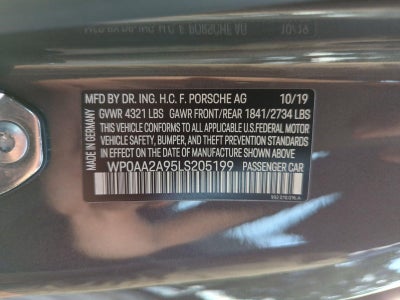 MFD BY DR. ING. H.C. F. PORSCHE AG 10/19
GVWR 4321 LBS GAWR FRONT/REAR 1841/2734 LBS
THIS VEHICLE CONFORMS TO ALL APPLICABLE U.S.FEDERAL MOTOR
VEHICLE SAFETY, BUMPER, AND THEFT PREVENTION STANDARDS
IN EFFECT ON THE DATE OF MANUFACTURE SHOWN ABOVE
WP0AA2A95LS205199 PASSENGER CAR
MADE IN GERMANY